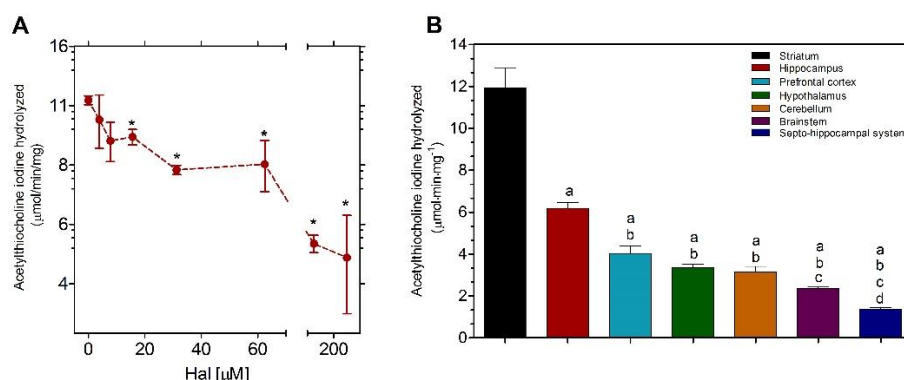 A
Acetylthiocholine iodine hydrolyzed
(μmol/min/mg)
16
11
8
6
4
*
*
*
*
*
0
20
40
60
200
Hal [μM]
B
Acetylthiocholine iodine hydrolyzed
(μmol·min·mg⁻¹)
14
12
10
8
6
4
2
0
Striatum
Hippocampus
Prefrontal cortex
Hypothalamus
Cerebellum
Brainstem
Septo-hippocampal system
a
a
b
a
b
a
b
a
b
c
a
b
c
d